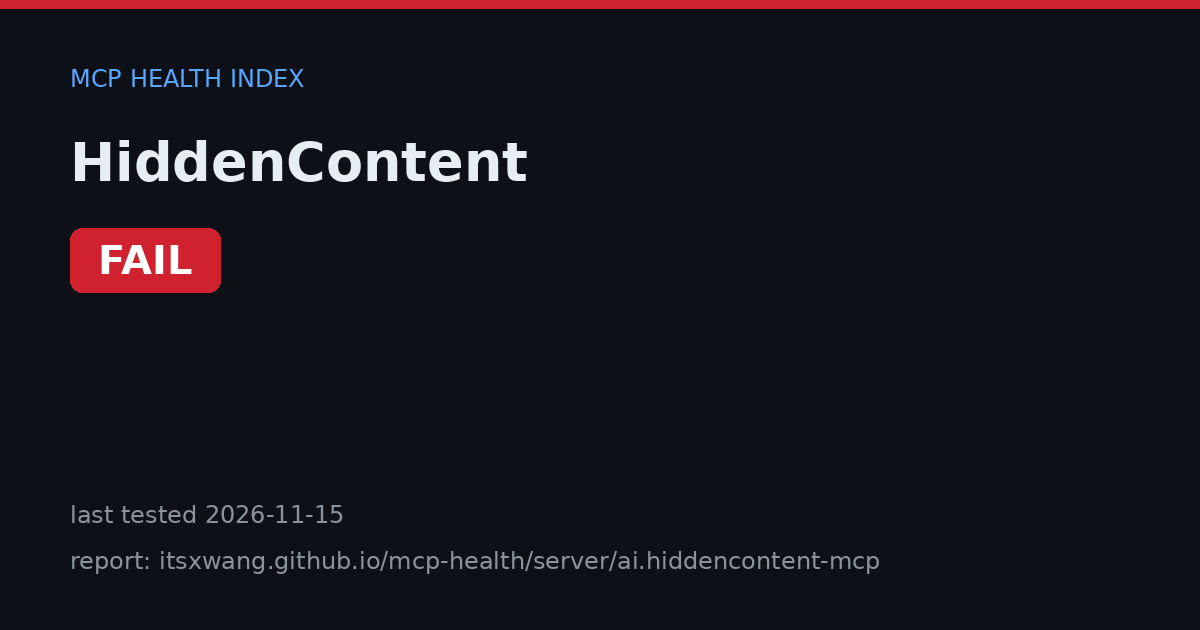 MCP HEALTH INDEX
HiddenContent
FAIL
last tested 2026-11-15
report: itsxwang.github.io/mcp-health/server/ai.hiddencontent-mcp